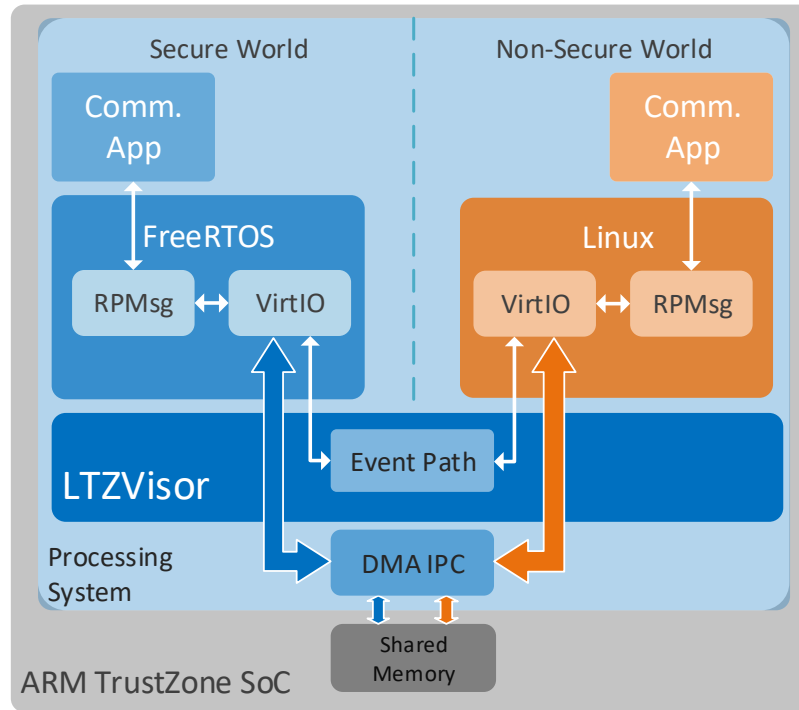 Secure World
Non-Secure World
Comm.
App
Comm.
App
FreeRTOS
Linux
RPMsg
VirtIO
VirtIO
RPMsg
Event Path
LTZVisor
Processing
System
DMA IPC
Shared
Memory
ARM TrustZone SoC